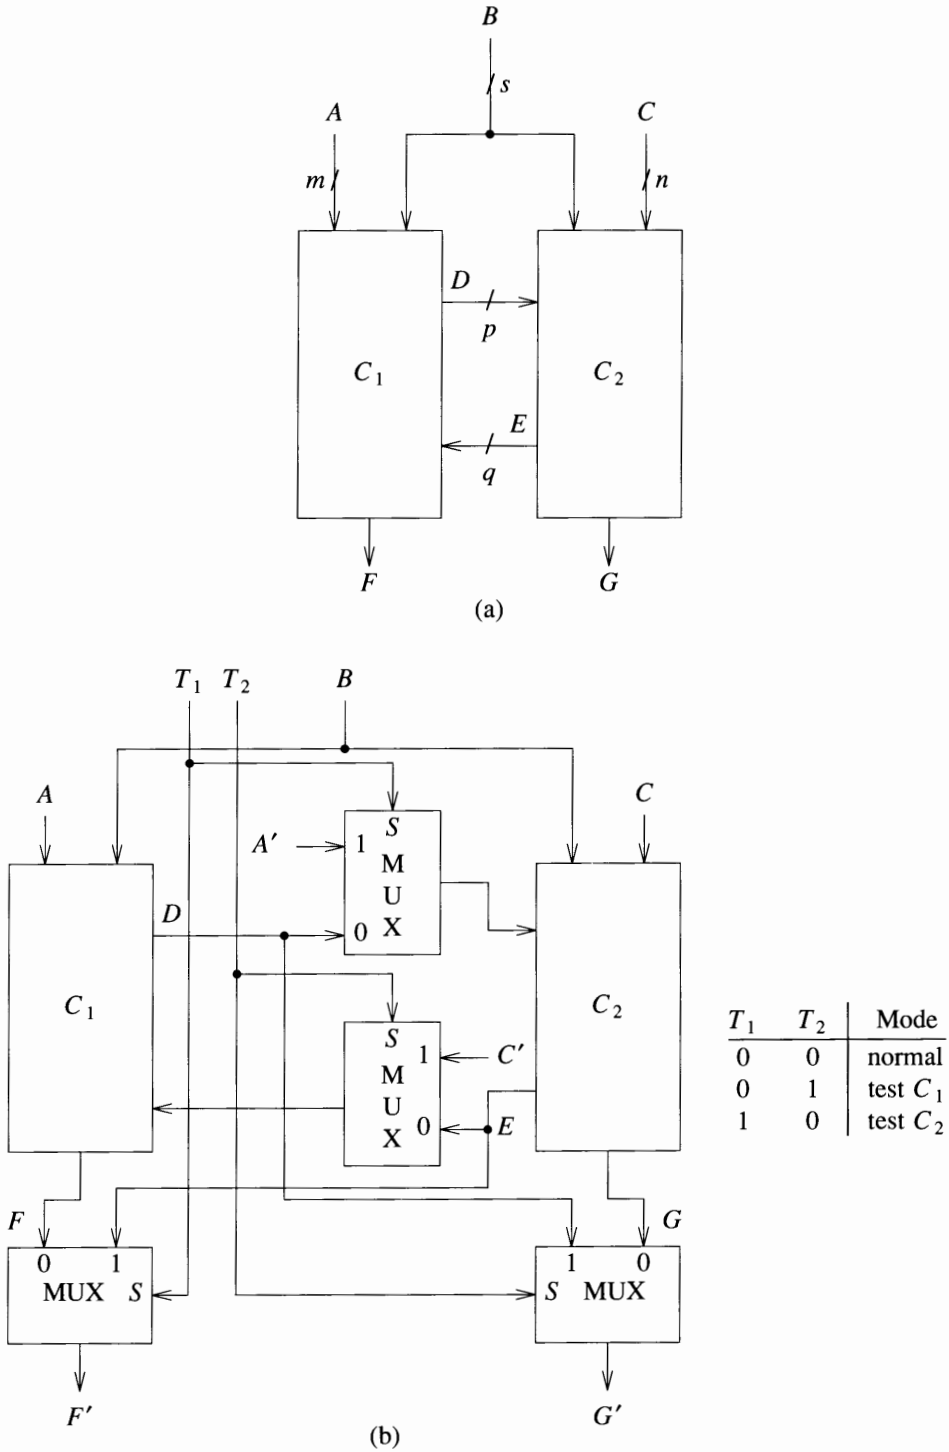 B
s
A
C
m
n
D
p
C1
C2
E
q
F
G
(a)
T1 T2 B
A
C
S
A′ 1
M
U
X
D
0
C1
C2
S
1 C′
M
U
X
0 E
T1 T2 Mode
0 0 normal
0 1 test C1
1 0 test C2
F
G
0 1
MUX S
1 0
S MUX
F′
G′
(b)